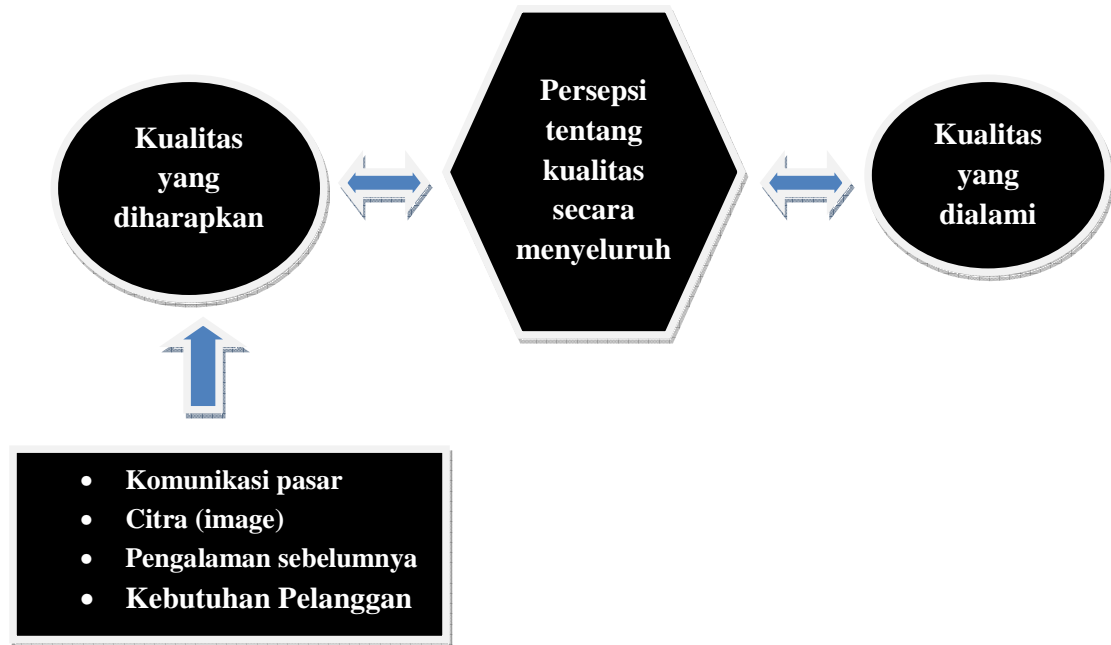 Kualitas
yang
diharapkan
Persepsi
tentang
kualitas
secara
menyeluruh
Kualitas
yang
dialami
• Komunikasi pasar
• Citra (image)
• Pengalaman sebelumnya
• Kebutuhan Pelanggan